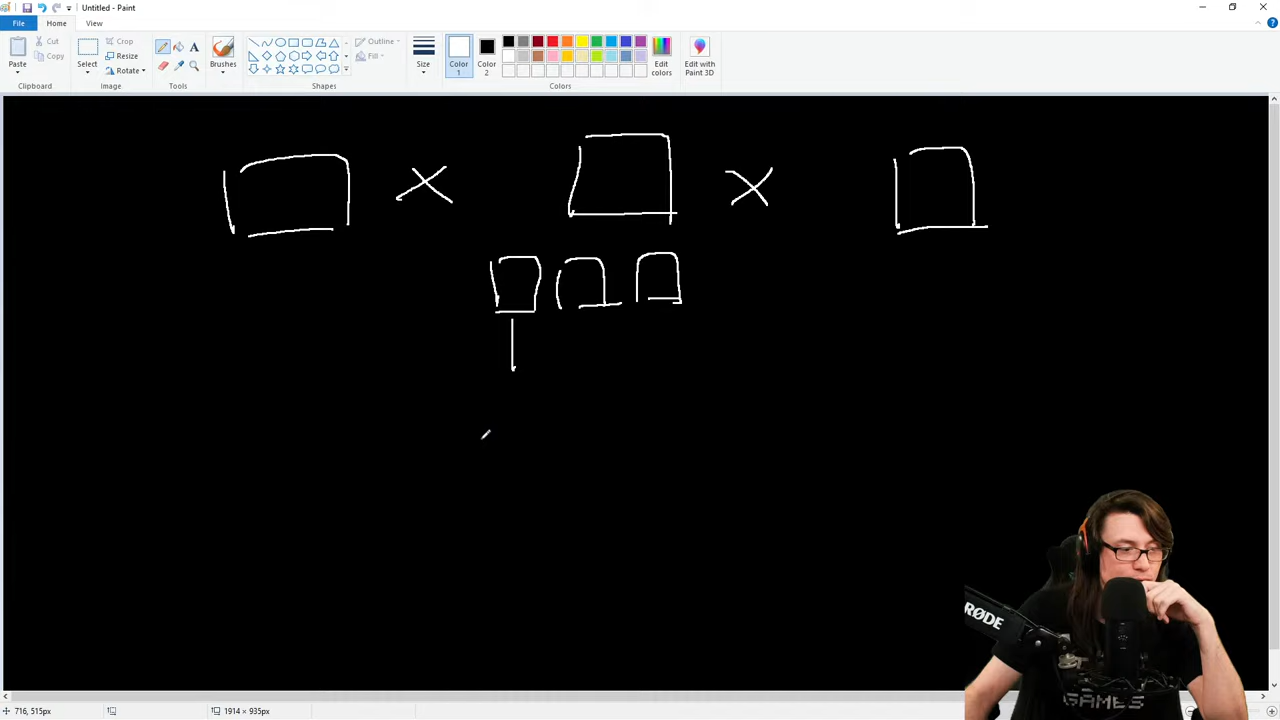 Untitled - Paint
File Home View
Paste
Cut
Copy
Clipboard
Select
Crop
Resize
Rotate
Image
Tools
Brushes
Shapes
Outline
Fill
Size
Color 1
Color 2
Colors
Edit colors
Edit with Paint 3D
X X
RØDE
GAMES
716, 515px
1914 × 935px